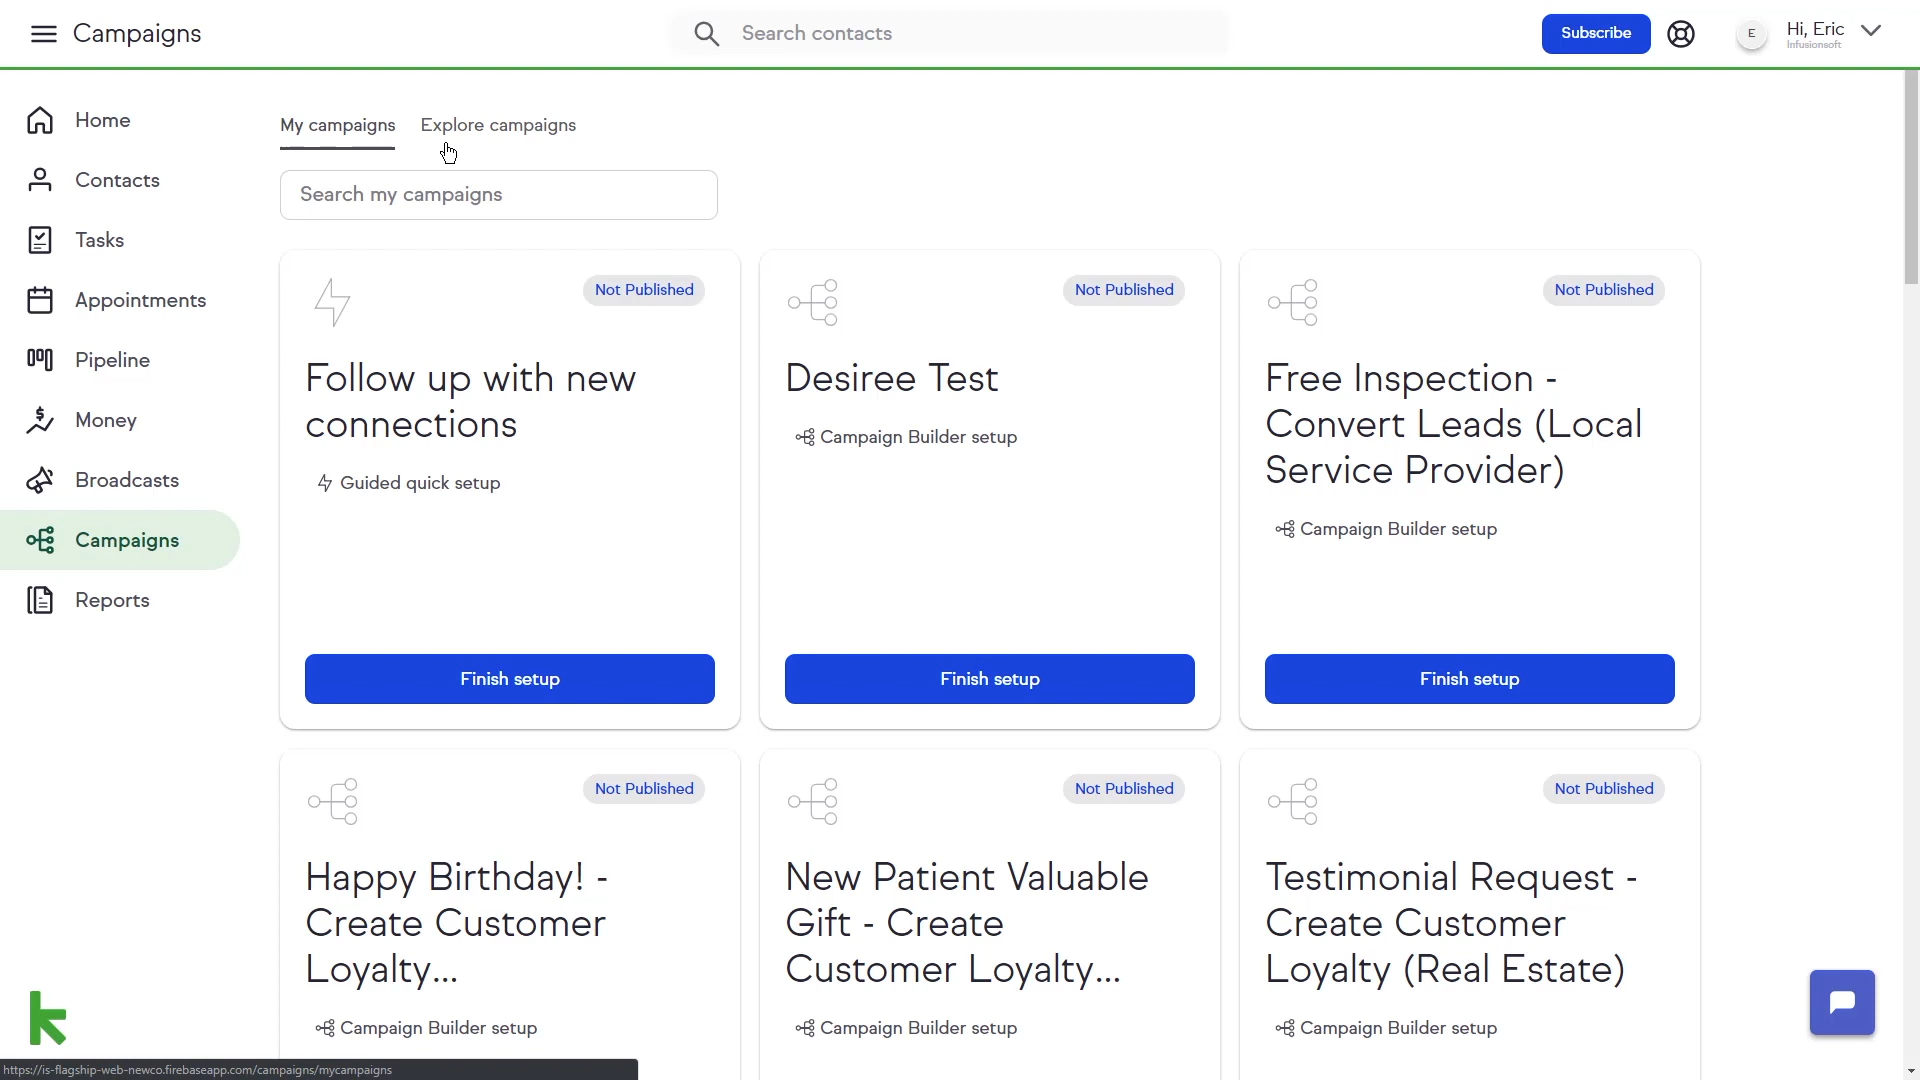 Campaigns
Search contacts
Subscribe
E
Hi, Eric
Infusionsoft
Home
Contacts
Tasks
Appointments
Pipeline
Money
Broadcasts
Campaigns
Reports
My campaigns
Explore campaigns
Search my campaigns
Not Published
Follow up with new
connections
Guided quick setup
Finish setup
Not Published
Desiree Test
Campaign Builder setup
Finish setup
Not Published
Free Inspection -
Convert Leads (Local
Service Provider)
Campaign Builder setup
Finish setup
Not Published
Happy Birthday! -
Create Customer
Loyalty...
Campaign Builder setup
Not Published
New Patient Valuable
Gift - Create
Customer Loyalty...
Campaign Builder setup
Not Published
Testimonial Request -
Create Customer
Loyalty (Real Estate)
Campaign Builder setup
https://is-flagship-web-newco.firebaseapp.com/campaigns/mycampaigns